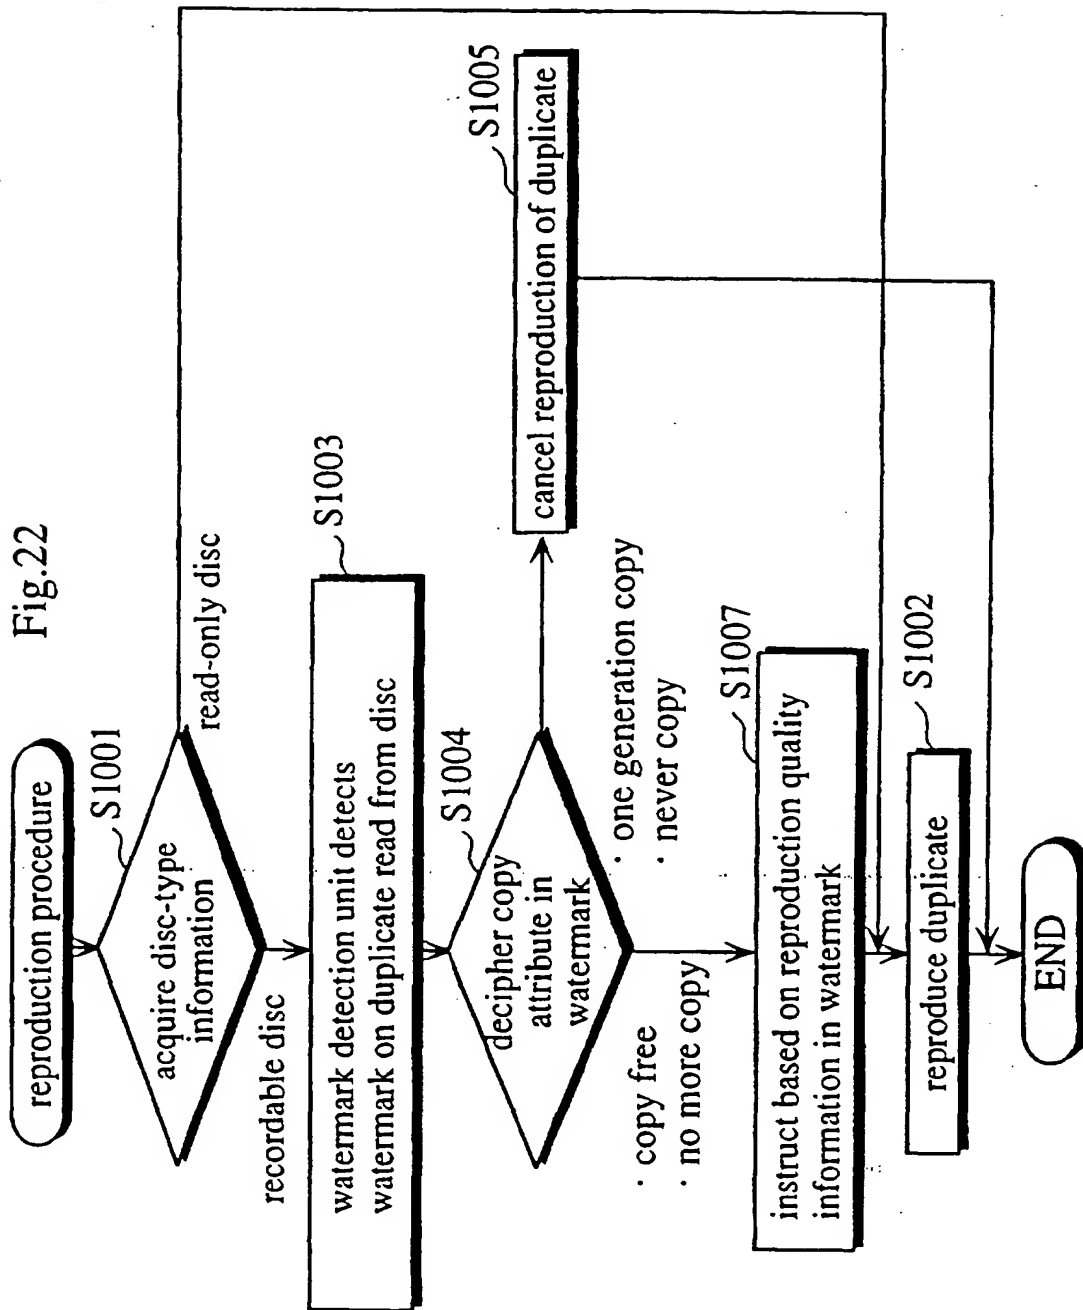 Fig.22
reproduction procedure
S1001
acquire disc-type
information
read-only disc
recordable disc
S1003
watermark detection unit detects
watermark on duplicate read from disc
S1004
decipher copy
attribute in
watermark
· one generation copy
· never copy
S1005
cancel reproduction of duplicate
· copy free
· no more copy
S1007
instruct based on reproduction quality
information in watermark
S1002
reproduce duplicate
END